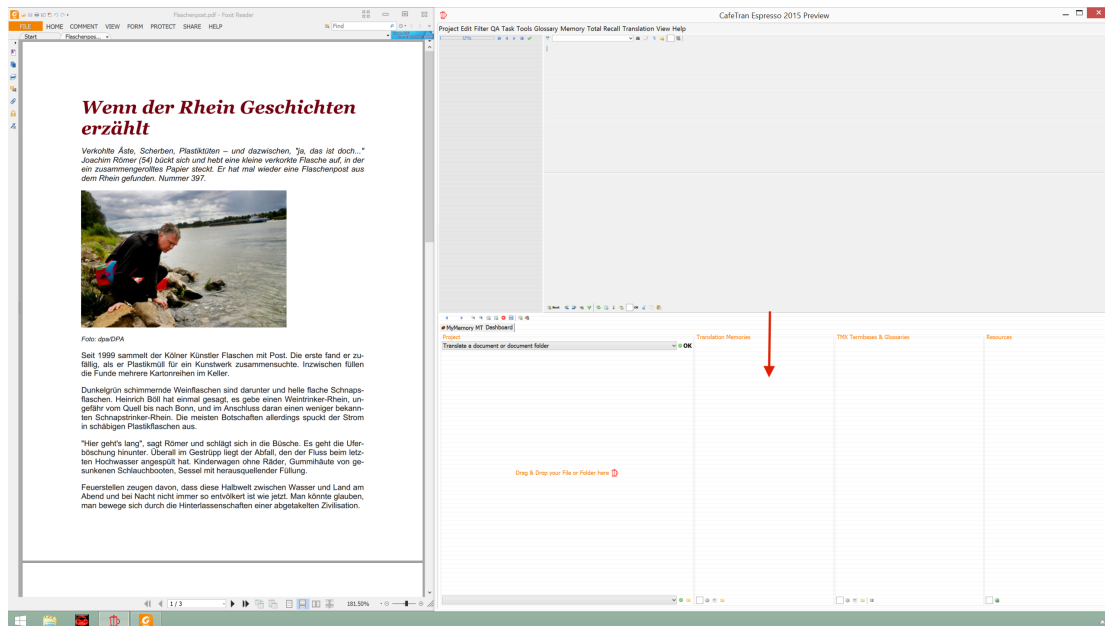 Fleschenpost.pdf - Foxit Reader
FILE HOME COMMENT VIEW FORM PROTECT SHARE HELP
Find
Start Fleschenpos...
Wenn der Rhein Geschichten
erzählt
Verkohlte Äste, Scherben, Plastiktüten – und dazwischen, "ja, das ist doch..."
Joachim Römer (54) bückt sich und hebt eine kleine verkorkte Flasche auf, in der
ein zusammengerolltes Papier steckt. Er hat mal wieder eine Flaschenpost aus
dem Rhein gefunden. Nummer 397.
Foto: dpa/DPA
Seit 1999 sammelt der Kölner Künstler Flaschen mit Post. Die erste fand er zu-
fällig, als er Plastikmüll für ein Kunstwerk zusammensuchte. Inzwischen füllen
die Funde mehrere Kartonreihen im Keller.
Dunkelgrün schimmernde Weinflaschen sind darunter und helle flache Schnaps-
flaschen. Heinrich Böll hat einmal gesagt, es gebe einen Weintrinker-Rhein, un-
gefähr vom Quell bis nach Bonn, und im Anschluss daran einen weniger bekann-
ten Schnapstrinker-Rhein. Die meisten Botschaften allerdings spuckt der Strom
in schäbigen Plastikflaschen aus.
"Hier geht's lang", sagt Römer und schlägt sich in die Büsche. Es geht die Ufer-
böschung hinunter. Überall im Gestrüpp liegt der Abfall, den der Fluss beim letz-
ten Hochwasser angespült hat. Kinderwagen ohne Räder, Gummihäute von ge-
sunkenen Schlauchbooten, Sessel mit herausquellender Füllung.
Feuerstellen zeugen davon, dass diese Halbwelt zwischen Wasser und Land am
Abend und bei Nacht nicht immer so entvölkert ist wie jetzt. Man könnte glauben,
man bewege sich durch die Hinterlassenschaften einer abgetakelten Zivilisation.
1 / 3
181.50%
CafeTran Espresso 2015 Preview
Project Edit Filter QA Task Tools Glossary Memory Total Recall Translation View Help
MyMemory MT Dashboard
Project
Translation Memories
TMX Termbases & Glossaries
Resources
Translate a document or document folder
OK
Drag & Drop your File or Folder here